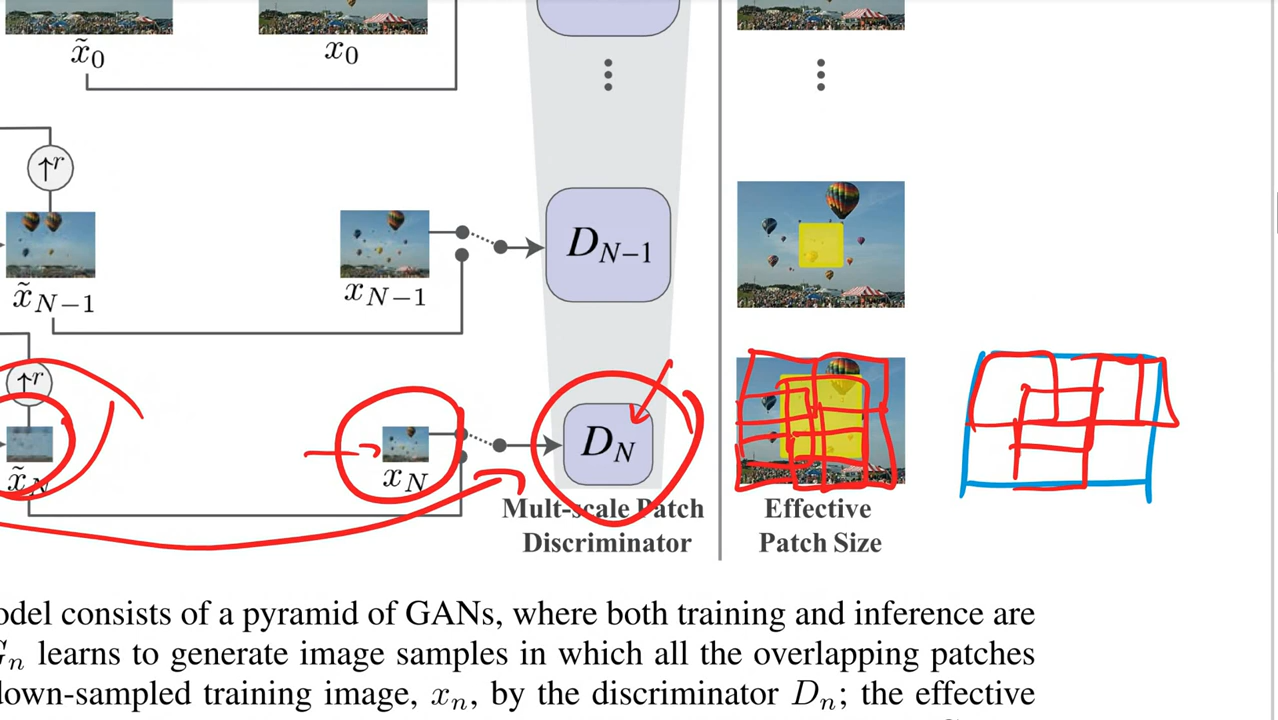 x̃₀
x₀
↑r
D_{N−1}
x̃_{N−1}
x_{N−1}
↑r
D_N
x̃_N
x_N
Mult-scale Patch
Discriminator
Effective
Patch Size
odel consists of a pyramid of GANs, where both training and inference are
G_n learns to generate image samples in which all the overlapping patches
down-sampled training image, x_n, by the discriminator D_n; the effective